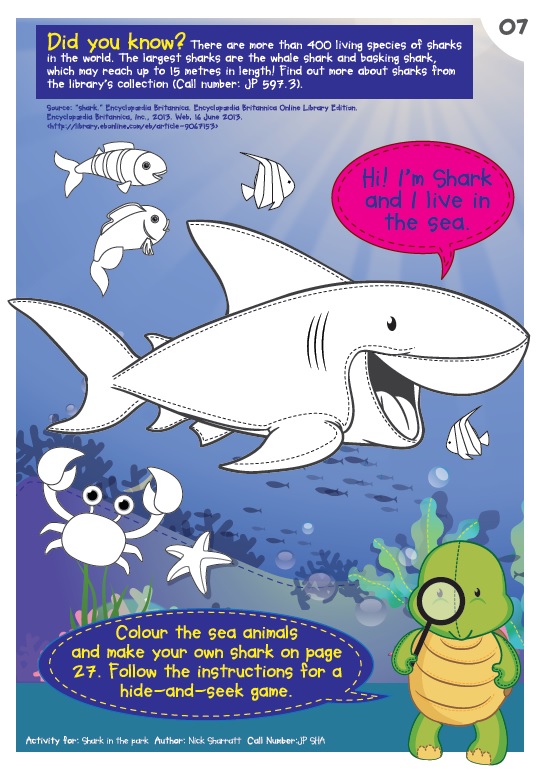 07
Did you know? There are more than 400 living species of sharks
in the world. The largest sharks are the whale shark and basking shark,
which may reach up to 15 metres in length! Find out more about sharks from
the library's collection (Call number: JP 597.3).
Source: "shark." Encyclopædia Britannica. Encyclopædia Britannica Online Library Edition.
Encyclopædia Britannica, Inc., 2013. Web. 16 June 2013.
<http://library.ebonline.com/eb/article-9067153>
Hi! I'm Shark
and I live in
the sea.
Colour the sea animals
and make your own shark on page
27. Follow the instructions for a
hide-and-seek game.
Activity for: Shark in the park Author: Nick Sharratt Call Number:JP SHA